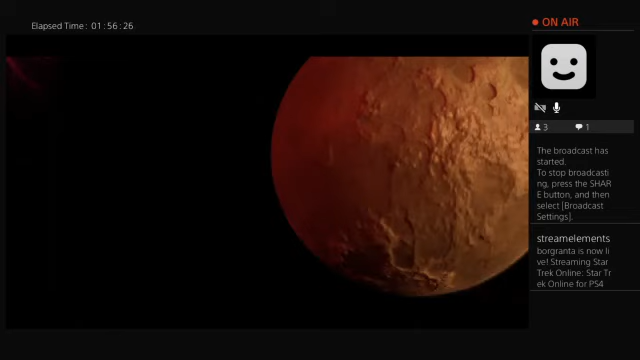 Elapsed Time : 01:56:26
ON AIR
3
1
The broadcast has
started.
To stop broadcasti
ng, press the SHAR
E button, and then
select [Broadcast
Settings].
streamelements
borgranta is now li
ve! Streaming Star
Trek Online: Star Tr
ek Online for PS4